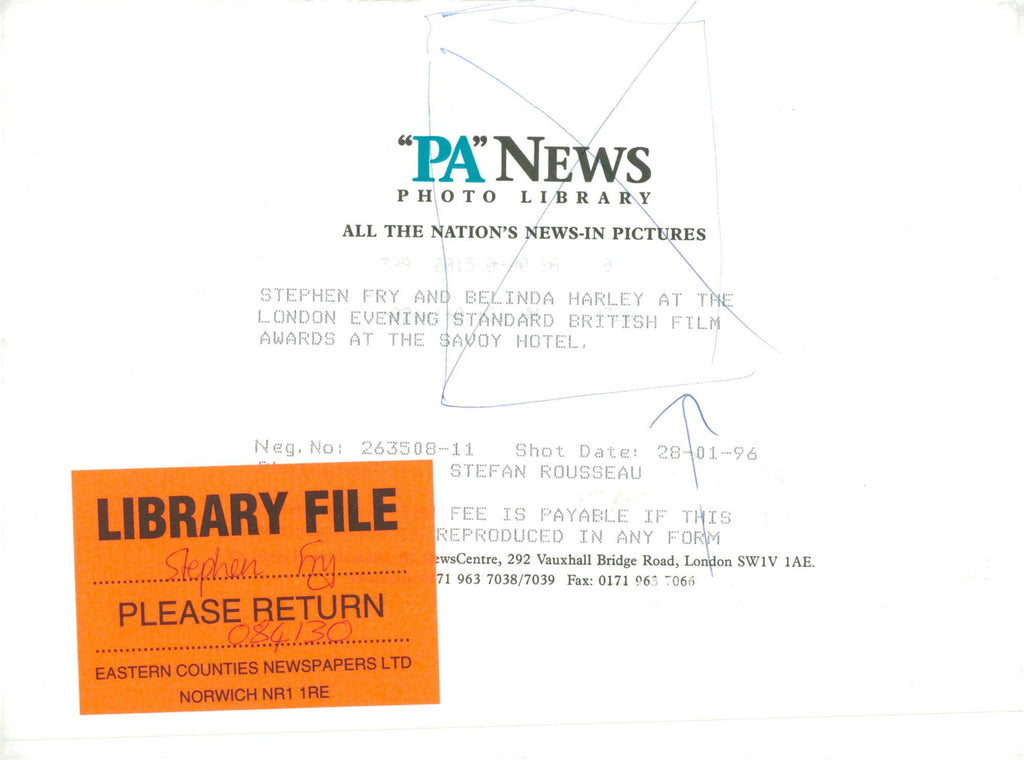 "PA" NEWS
PHOTO LIBRARY
ALL THE NATION'S NEWS-IN PICTURES
STEPHEN FRY AND BELINDA HARLEY AT THE
LONDON EVENING STANDARD BRITISH FILM
AWARDS AT THE SAVOY HOTEL.
Neg. No: 263508-11 Shot Date: 28-01-96
STEFAN ROUSSEAU
FEE IS PAYABLE IF THIS
REPRODUCED IN ANY FORM
ewsCentre, 292 Vauxhall Bridge Road, London SW1V 1AE.
71 963 7038/7039 Fax: 0171 963 7066
LIBRARY FILE
Stephen Fry
PLEASE RETURN
084130
EASTERN COUNTIES NEWSPAPERS LTD
NORWICH NR1 1RE